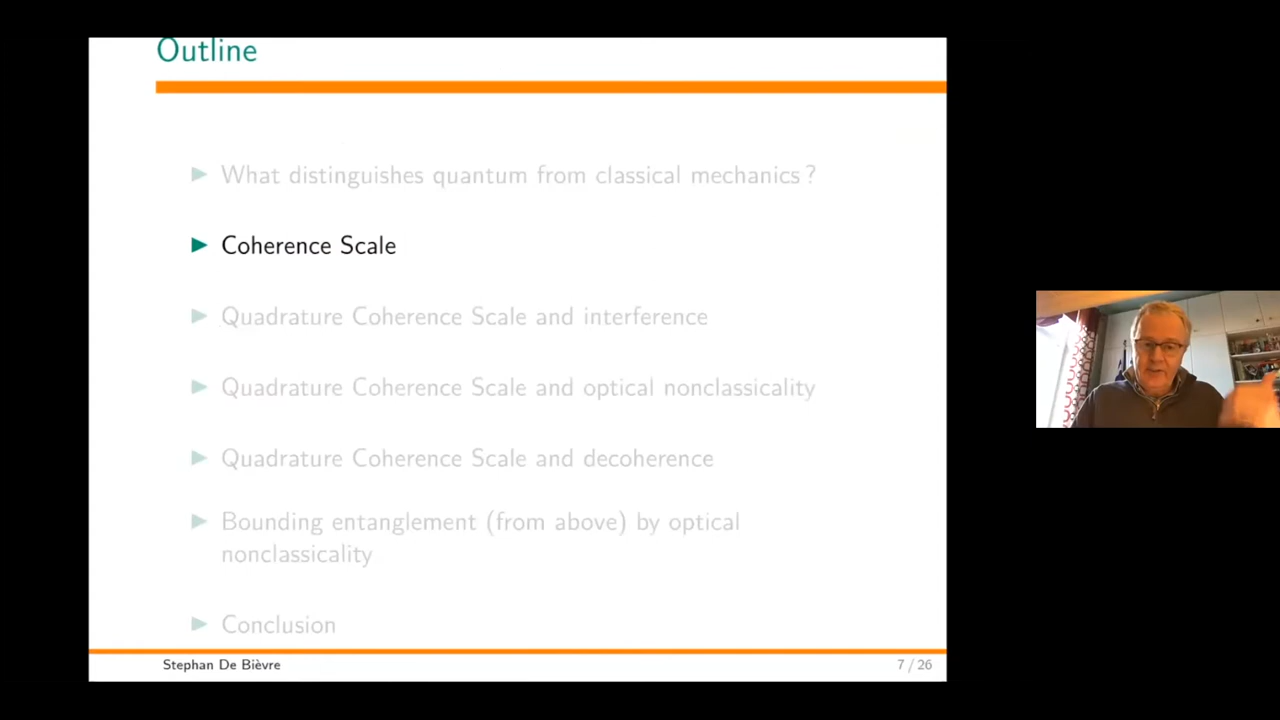 Outline
What distinguishes quantum from classical mechanics ?
Coherence Scale
Quadrature Coherence Scale and interference
Quadrature Coherence Scale and optical nonclassicality
Quadrature Coherence Scale and decoherence
Bounding entanglement (from above) by optical
nonclassicality
Conclusion
Stephan De Bièvre
7 / 26